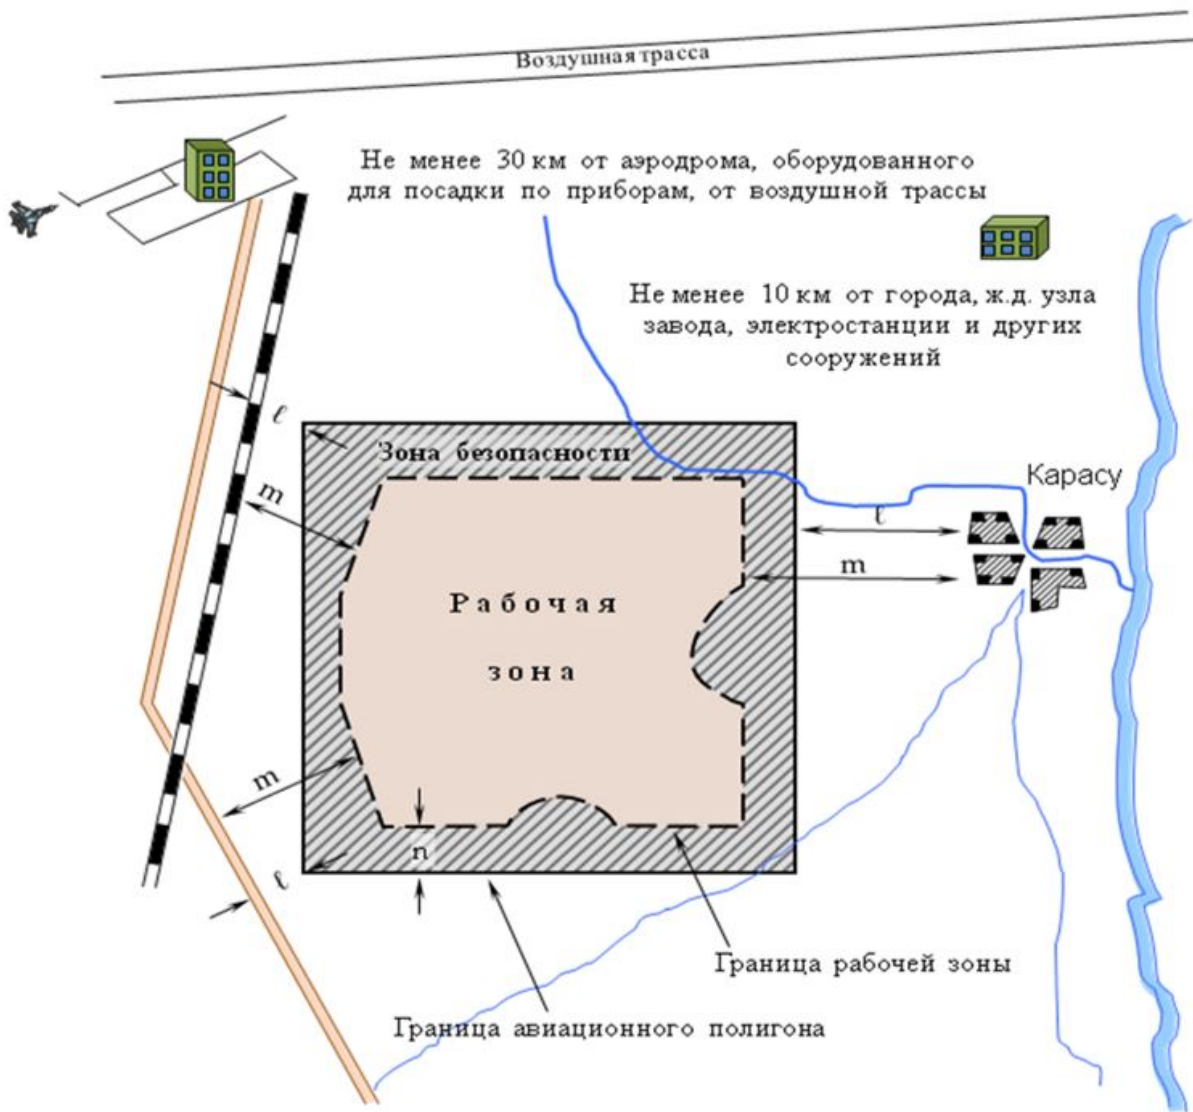 Воздушная трасса
Не менее 30 км от аэродрома, оборудованного
для посадки по приборам, от воздушной трассы
Не менее 10 км от города, ж.д. узла
завода, электростанции и других
сооружений
ℓ
Зона безопасности
Карасу
m
ℓ
m
Рабочая
зона
m
n
ℓ
Граница рабочей зоны
Граница авиационного полигона